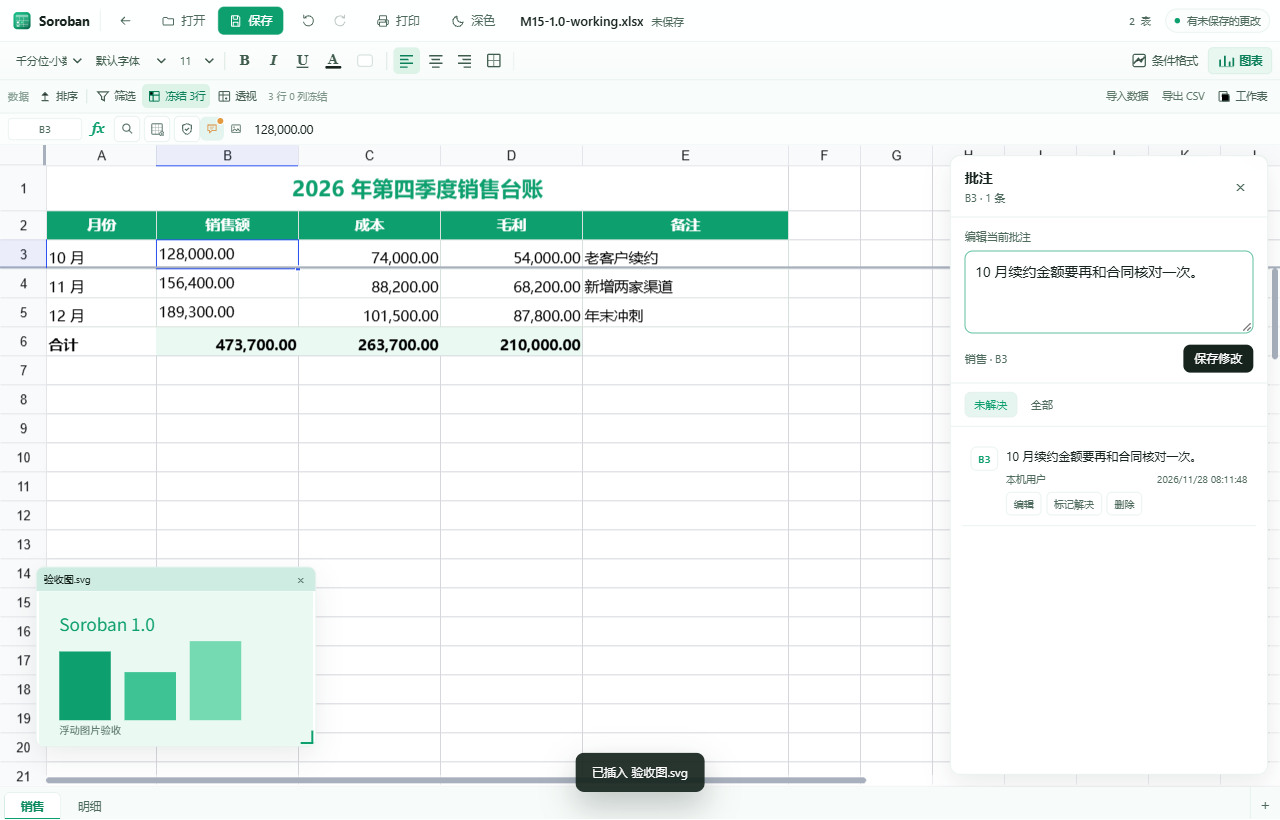 Soroban
打开
保存
打印
深色
M15-1.0-working.xlsx 未保存
2 表
有未保存的更改
默认字体
11
B I U A
条件格式
图表
数据
排序
筛选
冻结 3行
透视
3 行 0 列冻结
导入数据
导出 CSV
工作表
B3
fx
128,000.00
A B C D E F G
1 2026 年第四季度销售台账
2 月份 销售额 成本 毛利 备注
3 10 月 128,000.00 74,000.00 54,000.00 老客户续约
4 11 月 156,400.00 88,200.00 68,200.00 新增两家渠道
5 12 月 189,300.00 101,500.00 87,800.00 年末冲刺
6 合计 473,700.00 263,700.00 210,000.00
7
8
9
10
11
12
13
14
15
16
17
18
19
20
21
验收图.svg
Soroban 1.0
浮动图片验收
已插入 验收图.svg
批注
B3 · 1 条
编辑当前批注
10 月续约金额要再和合同核对一次。
销售 · B3
保存修改
未解决
全部
B3
10 月续约金额要再和合同核对一次。
本机用户
2026/11/28 08:11:48
编辑
标记解决
删除
销售
明细